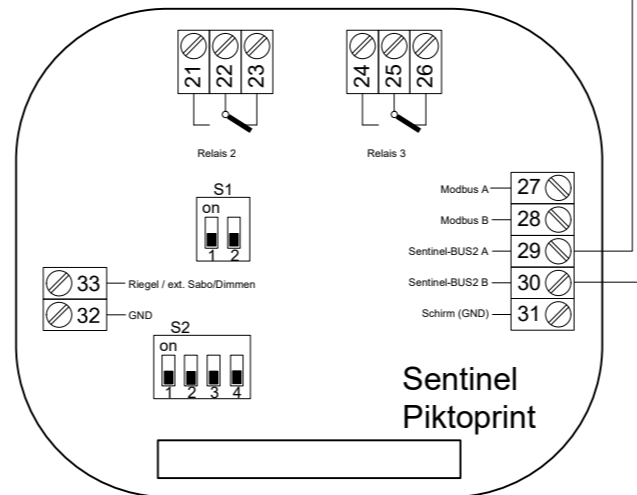 21 22 23
24 25 26
Relais 2
Relais 3
Modbus A 27
Modbus B 28
Sentinel-BUS2 A 29
Sentinel-BUS2 B 30
Schirm (GND) 31
S1
on
1 2
33 Riegel / ext. Sabo/Dimmen
32 GND
S2
on
1 2 3 4
Sentinel
Piktoprint